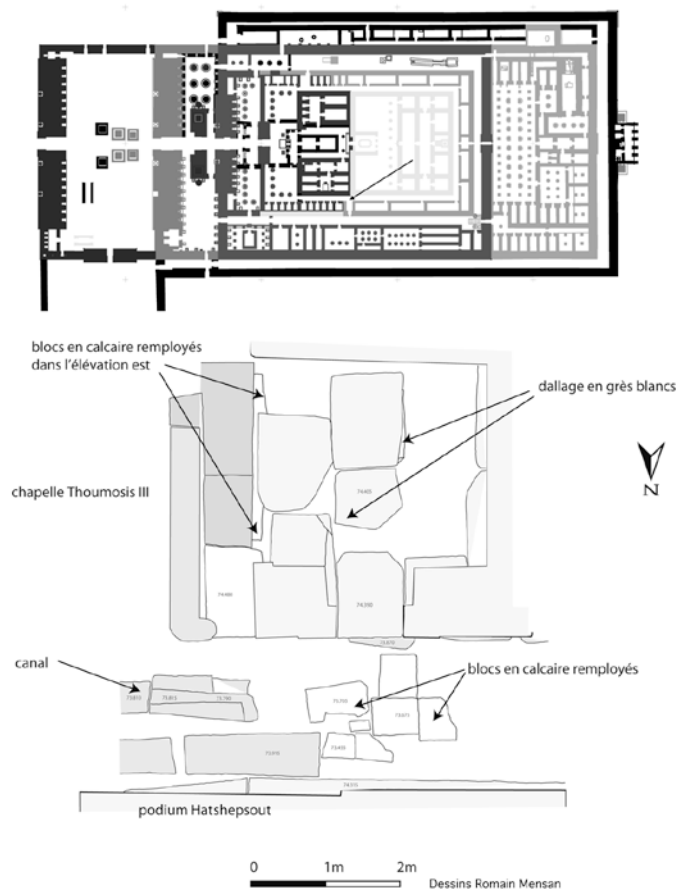 blocs en calcaire remployés
dans l'élévation est
dallage en grès blancs
chapelle Thoumosis III
N
canal
blocs en calcaire remployés
podium Hatshepsout
0 1m 2m
Dessins Romain Mensan